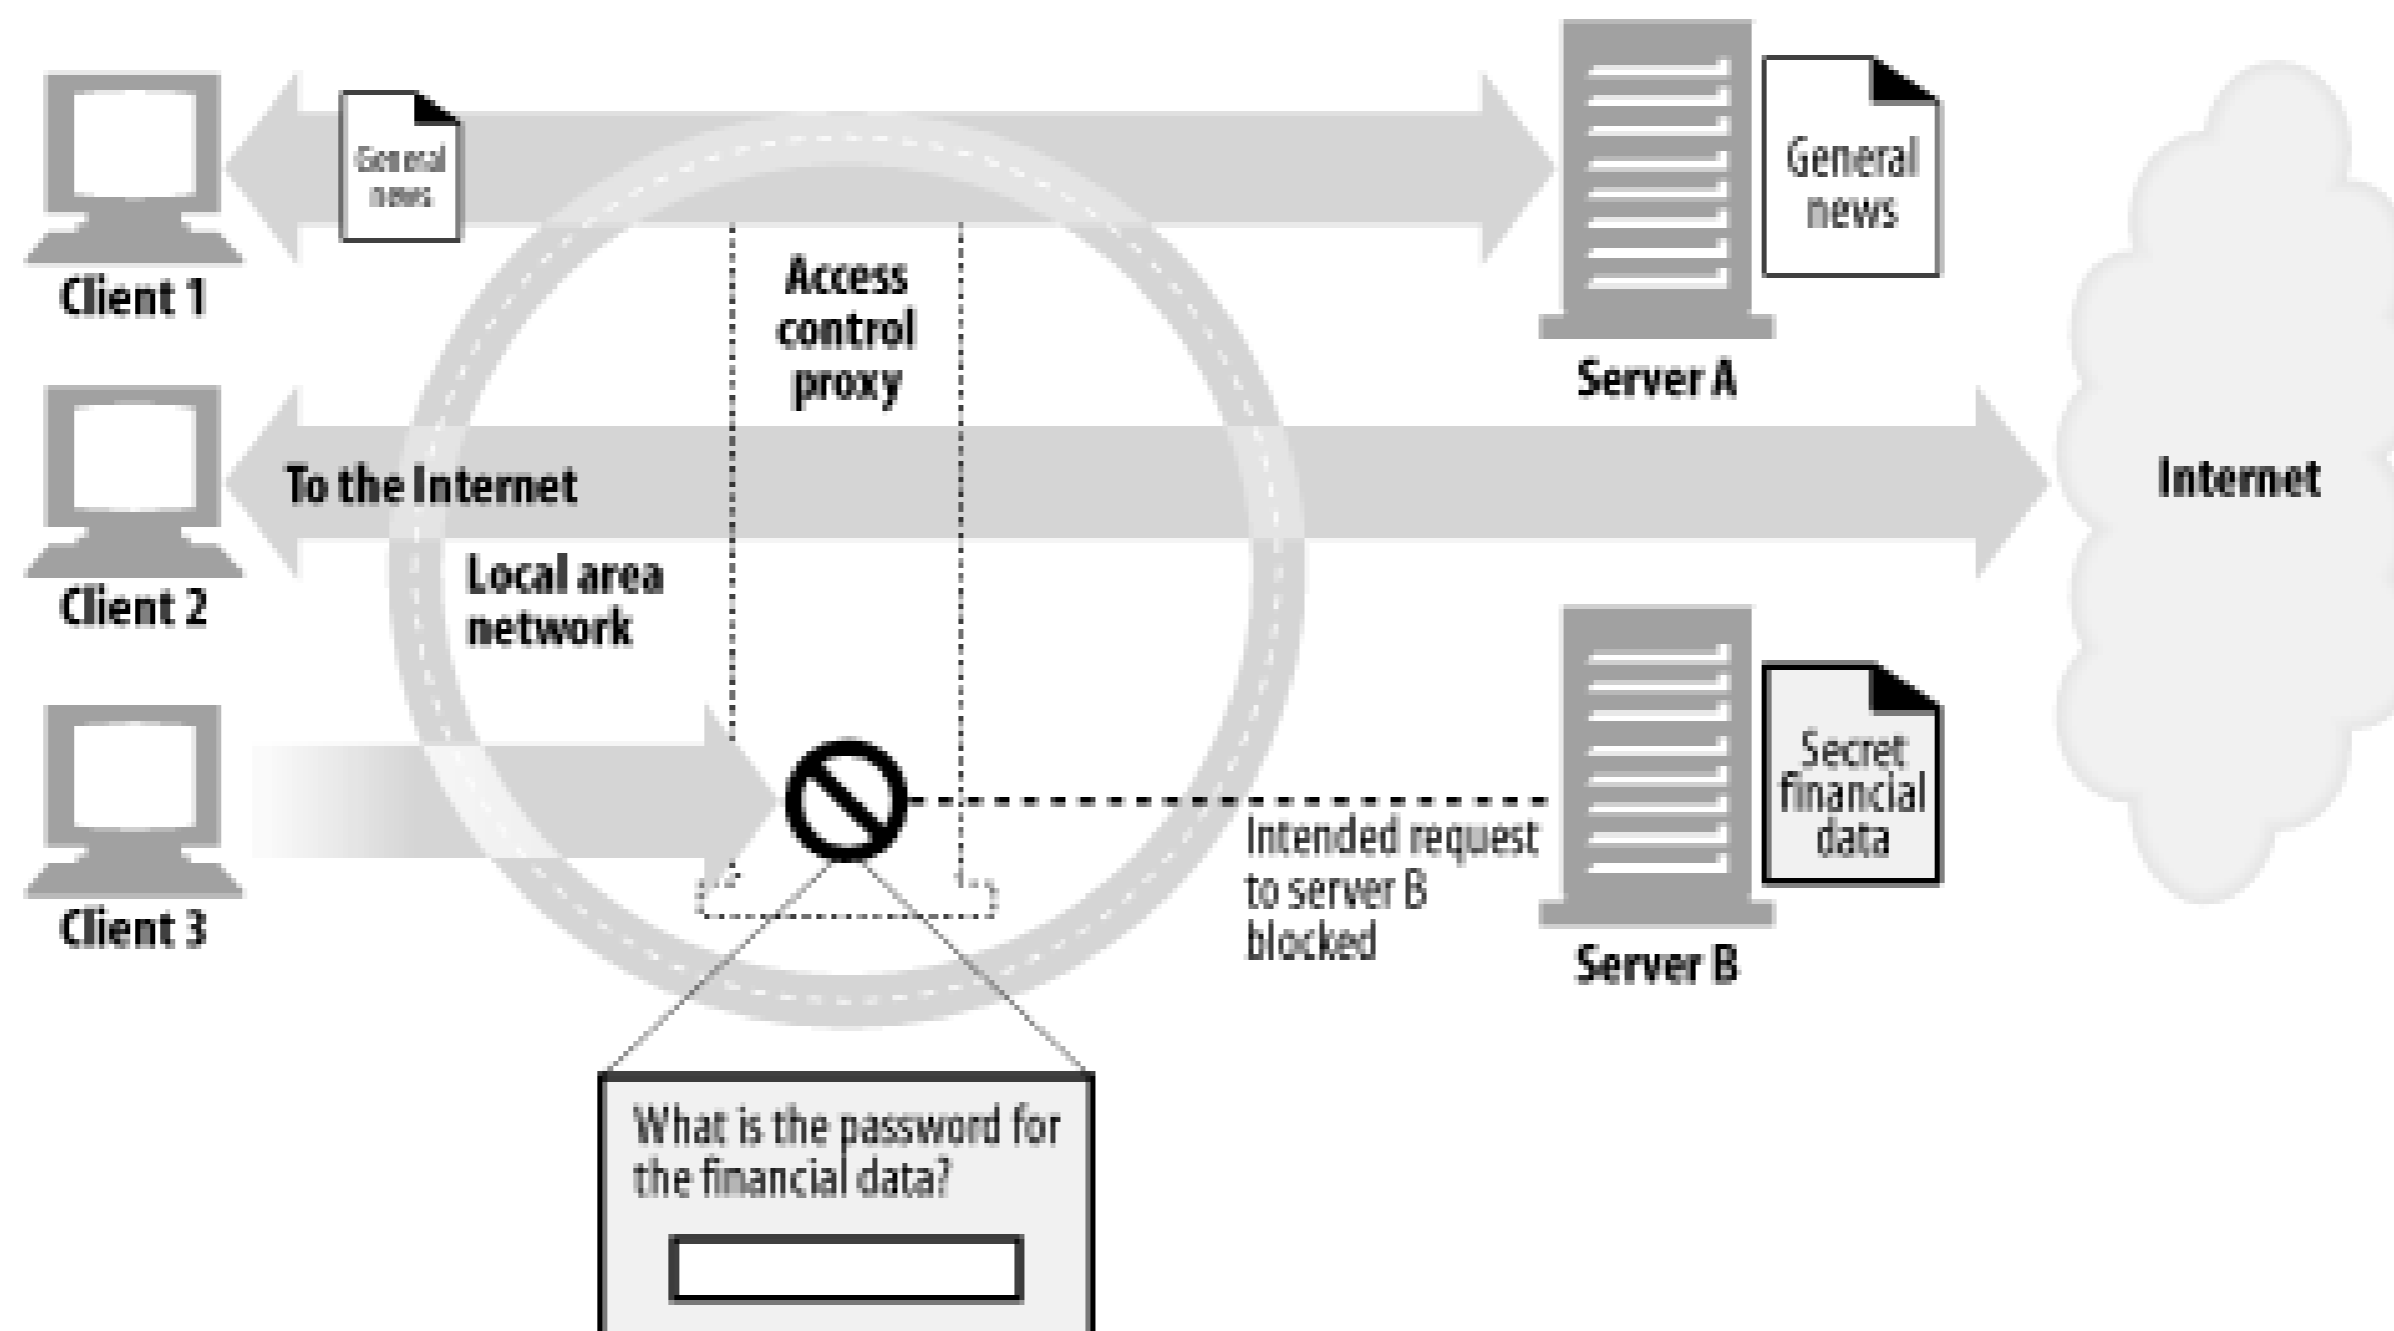 General
news
General
news
Client 1
Access
control
proxy
Server A
To the Internet
Internet
Client 2
Local area
network
Secret
financial
data
Intended request
to server B
blocked
Client 3
Server B
What is the password for
the financial data?